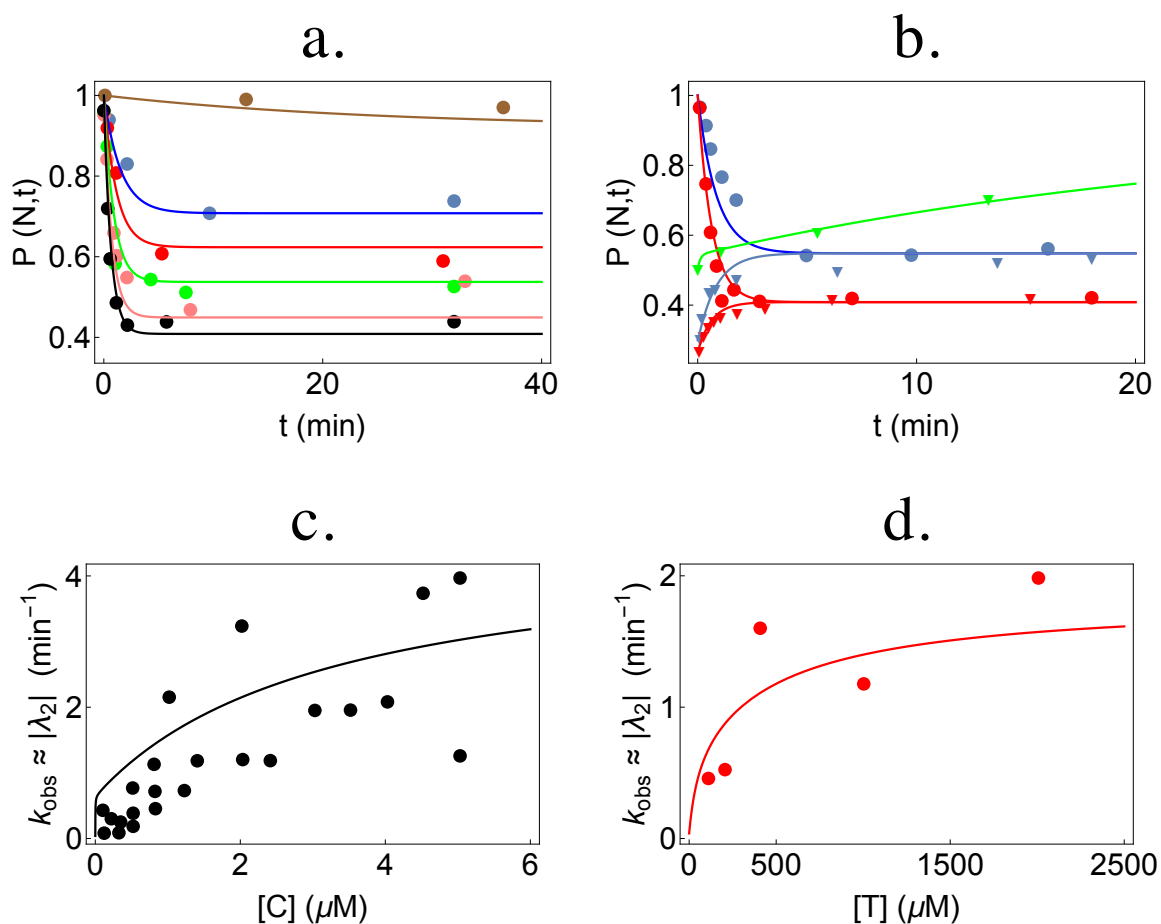 a.
1
0.8
0.6
0.4
P (N,t)
0
20
40
t (min)
b.
1
0.8
0.6
0.4
P (N,t)
0
10
20
t (min)
c.
4
2
0
k_obs ≈ |λ₂| (min⁻¹)
0
2
4
6
[C] (μM)
d.
2
1
0
k_obs ≈ |λ₂| (min⁻¹)
0
500
1500
2500
[T] (μM)